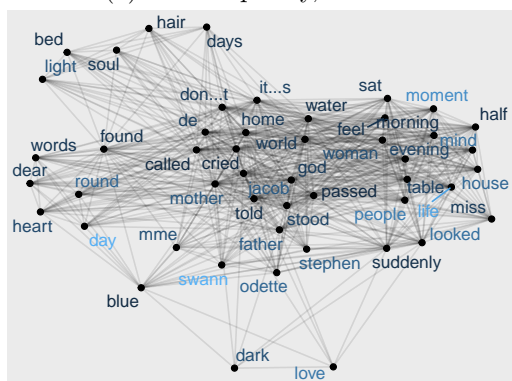 hair
bed
days
light
soul
sat
don...t
it...s
moment
half
de
home
water
feel
morning
found
world
woman
evening
mind
words
called
cried
god
dear
round
mother
jacob
passed
table
house
told
stood
people
life
miss
heart
day
mme
father
looked
swann
stephen
suddenly
odette
blue
dark
love